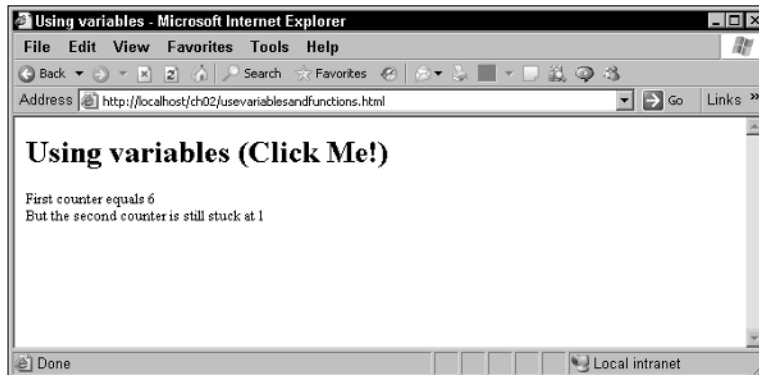 Using variables - Microsoft Internet Explorer
File Edit View Favorites Tools Help
Back Search Favorites
Address http://localhost/ch02/usevariablesandfunctions.html Go Links »
Using variables (Click Me!)
First counter equals 6
But the second counter is still stuck at 1
Done Local intranet